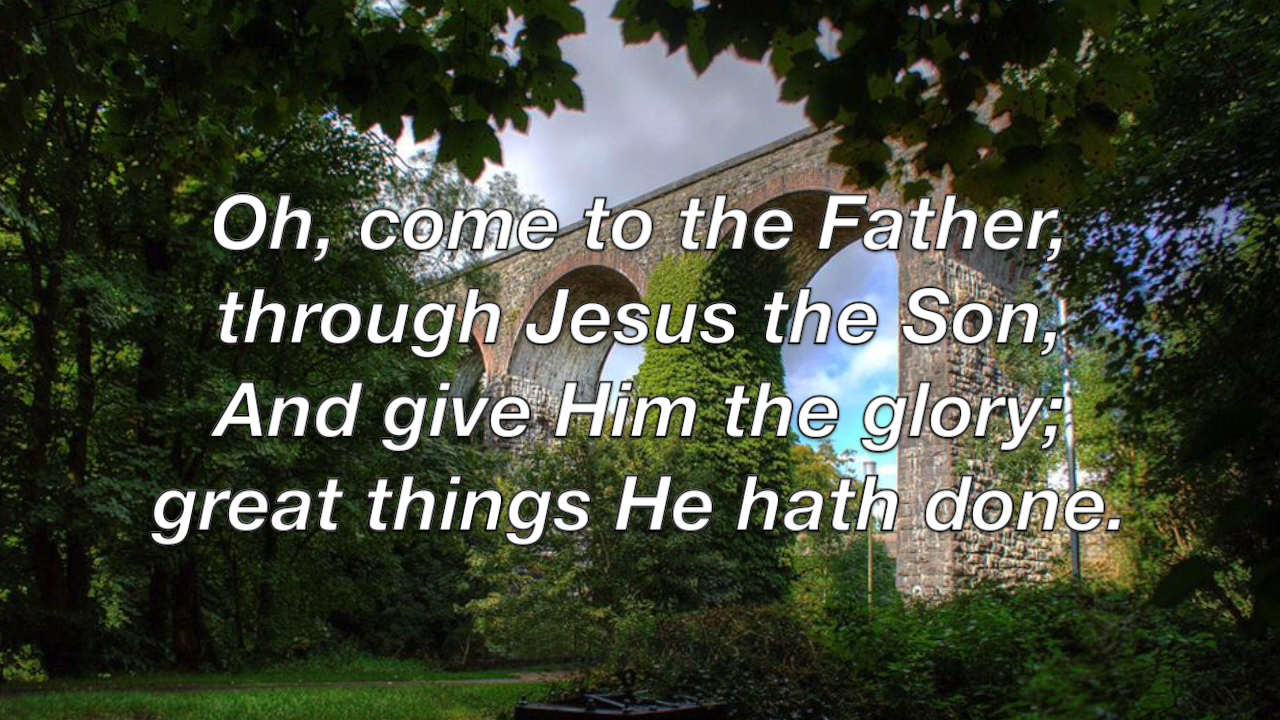 Oh, come to the Father,
through Jesus the Son,
And give Him the glory;
great things He hath done.